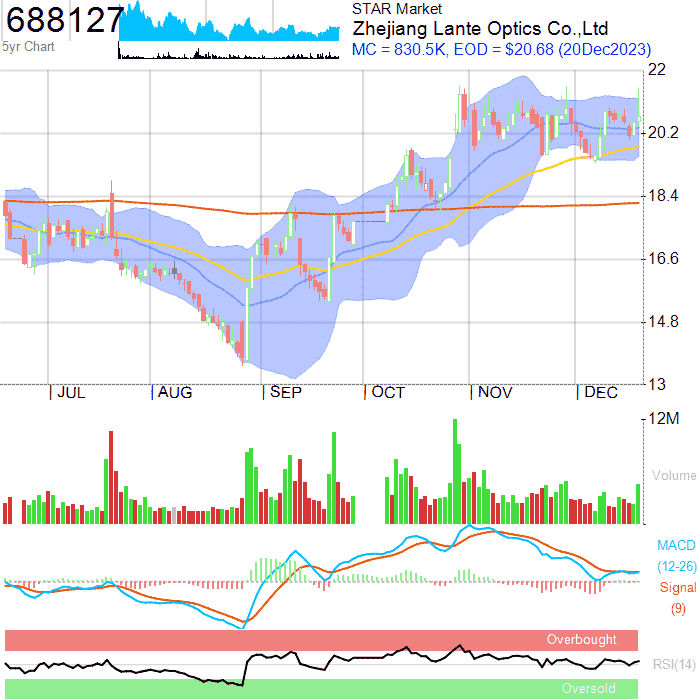 688127
5yr Chart
STAR Market
Zhejiang Lante Optics Co.,Ltd
MC = 830.5K, EOD = $20.68 (20Dec2023)
22
20.2
18.4
16.6
14.8
13
JUL AUG SEP OCT NOV DEC
12M
Volume
MACD
(12-26)
Signal
(9)
Overbought
RSI(14)
Oversold